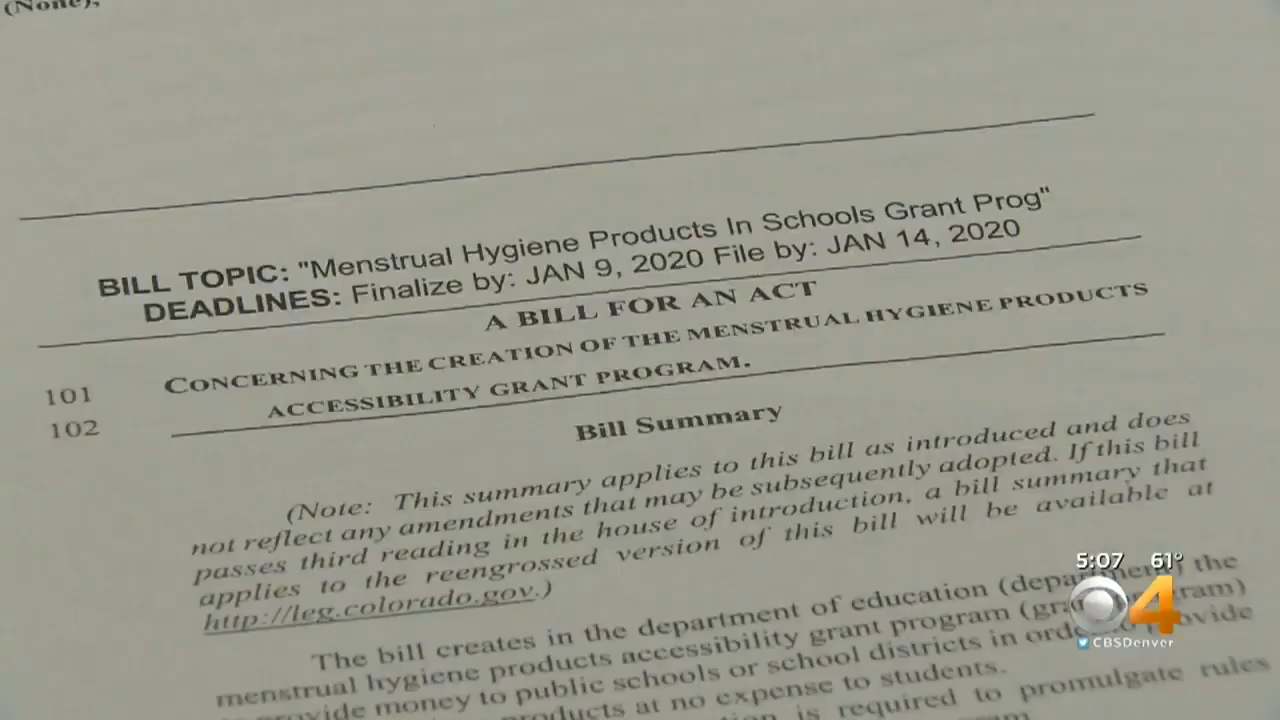 (None),
BILL TOPIC: "Menstrual Hygiene Products In Schools Grant Prog"
DEADLINES: Finalize by: JAN 9, 2020 File by: JAN 14, 2020
A BILL FOR AN ACT
101 CONCERNING THE CREATION OF THE MENSTRUAL HYGIENE PRODUCTS
102 ACCESSIBILITY GRANT PROGRAM.
Bill Summary
(Note: This summary applies to this bill as introduced and does
not reflect any amendments that may be subsequently adopted. If this bill
passes third reading in the house of introduction, a bill summary that
applies to the reengrossed version of this bill will be available at
http://leg.colorado.gov.)
The bill creates in the department of education (department) the
menstrual hygiene products accessibility grant program (grant program)
provide money to public schools or school districts in order to provide
products at no expense to students.
is required to promulgate rules
5:07 61°
4
CBSDenver